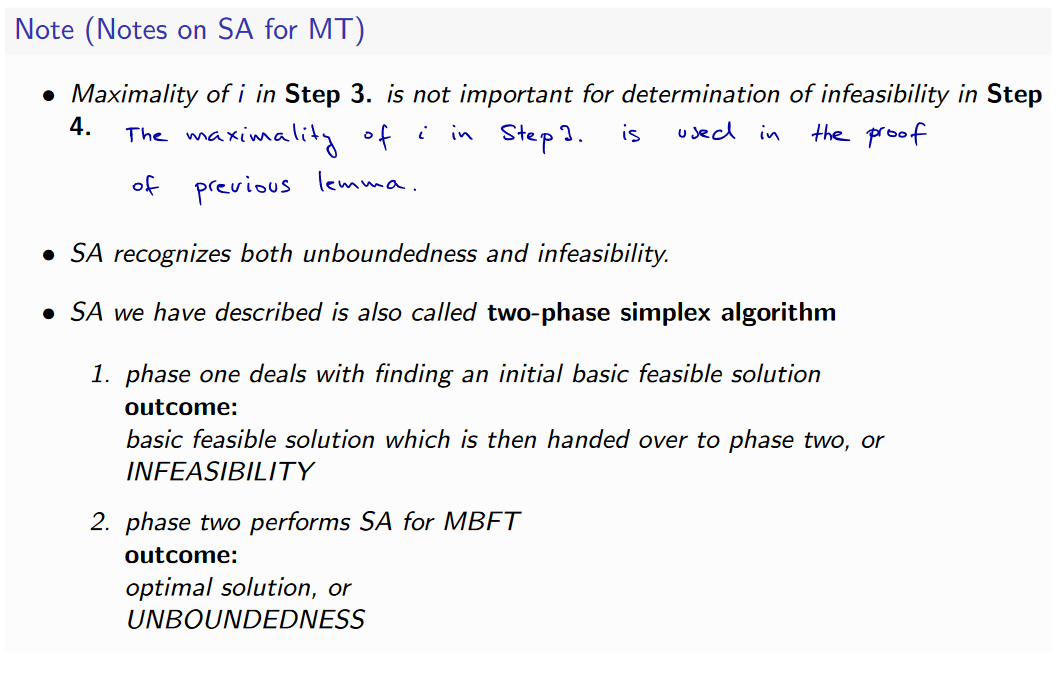 Note (Notes on SA for MT)
• Maximality of i in Step 3. is not important for determination of infeasibility in Step
4. The maximality of i in Step 3. is used in the proof
of previous lemma.
• SA recognizes both unboundedness and infeasibility.
• SA we have described is also called two-phase simplex algorithm
1. phase one deals with finding an initial basic feasible solution
outcome:
basic feasible solution which is then handed over to phase two, or
INFEASIBILITY
2. phase two performs SA for MBFT
outcome:
optimal solution, or
UNBOUNDEDNESS